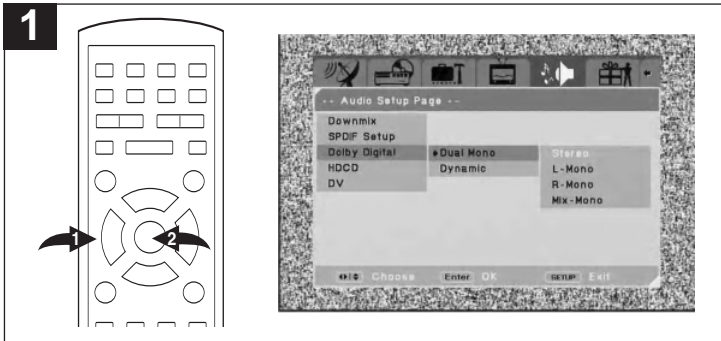 1
1
2
-- Audio Setup Page --
Downmix
SPDIF Setup
Dolby Digital
HDCD
DV
Dual Mono
Dynamic
Stereo
L-Mono
R-Mono
Mix-Mono
Choose
Enter OK
SETUP Exit